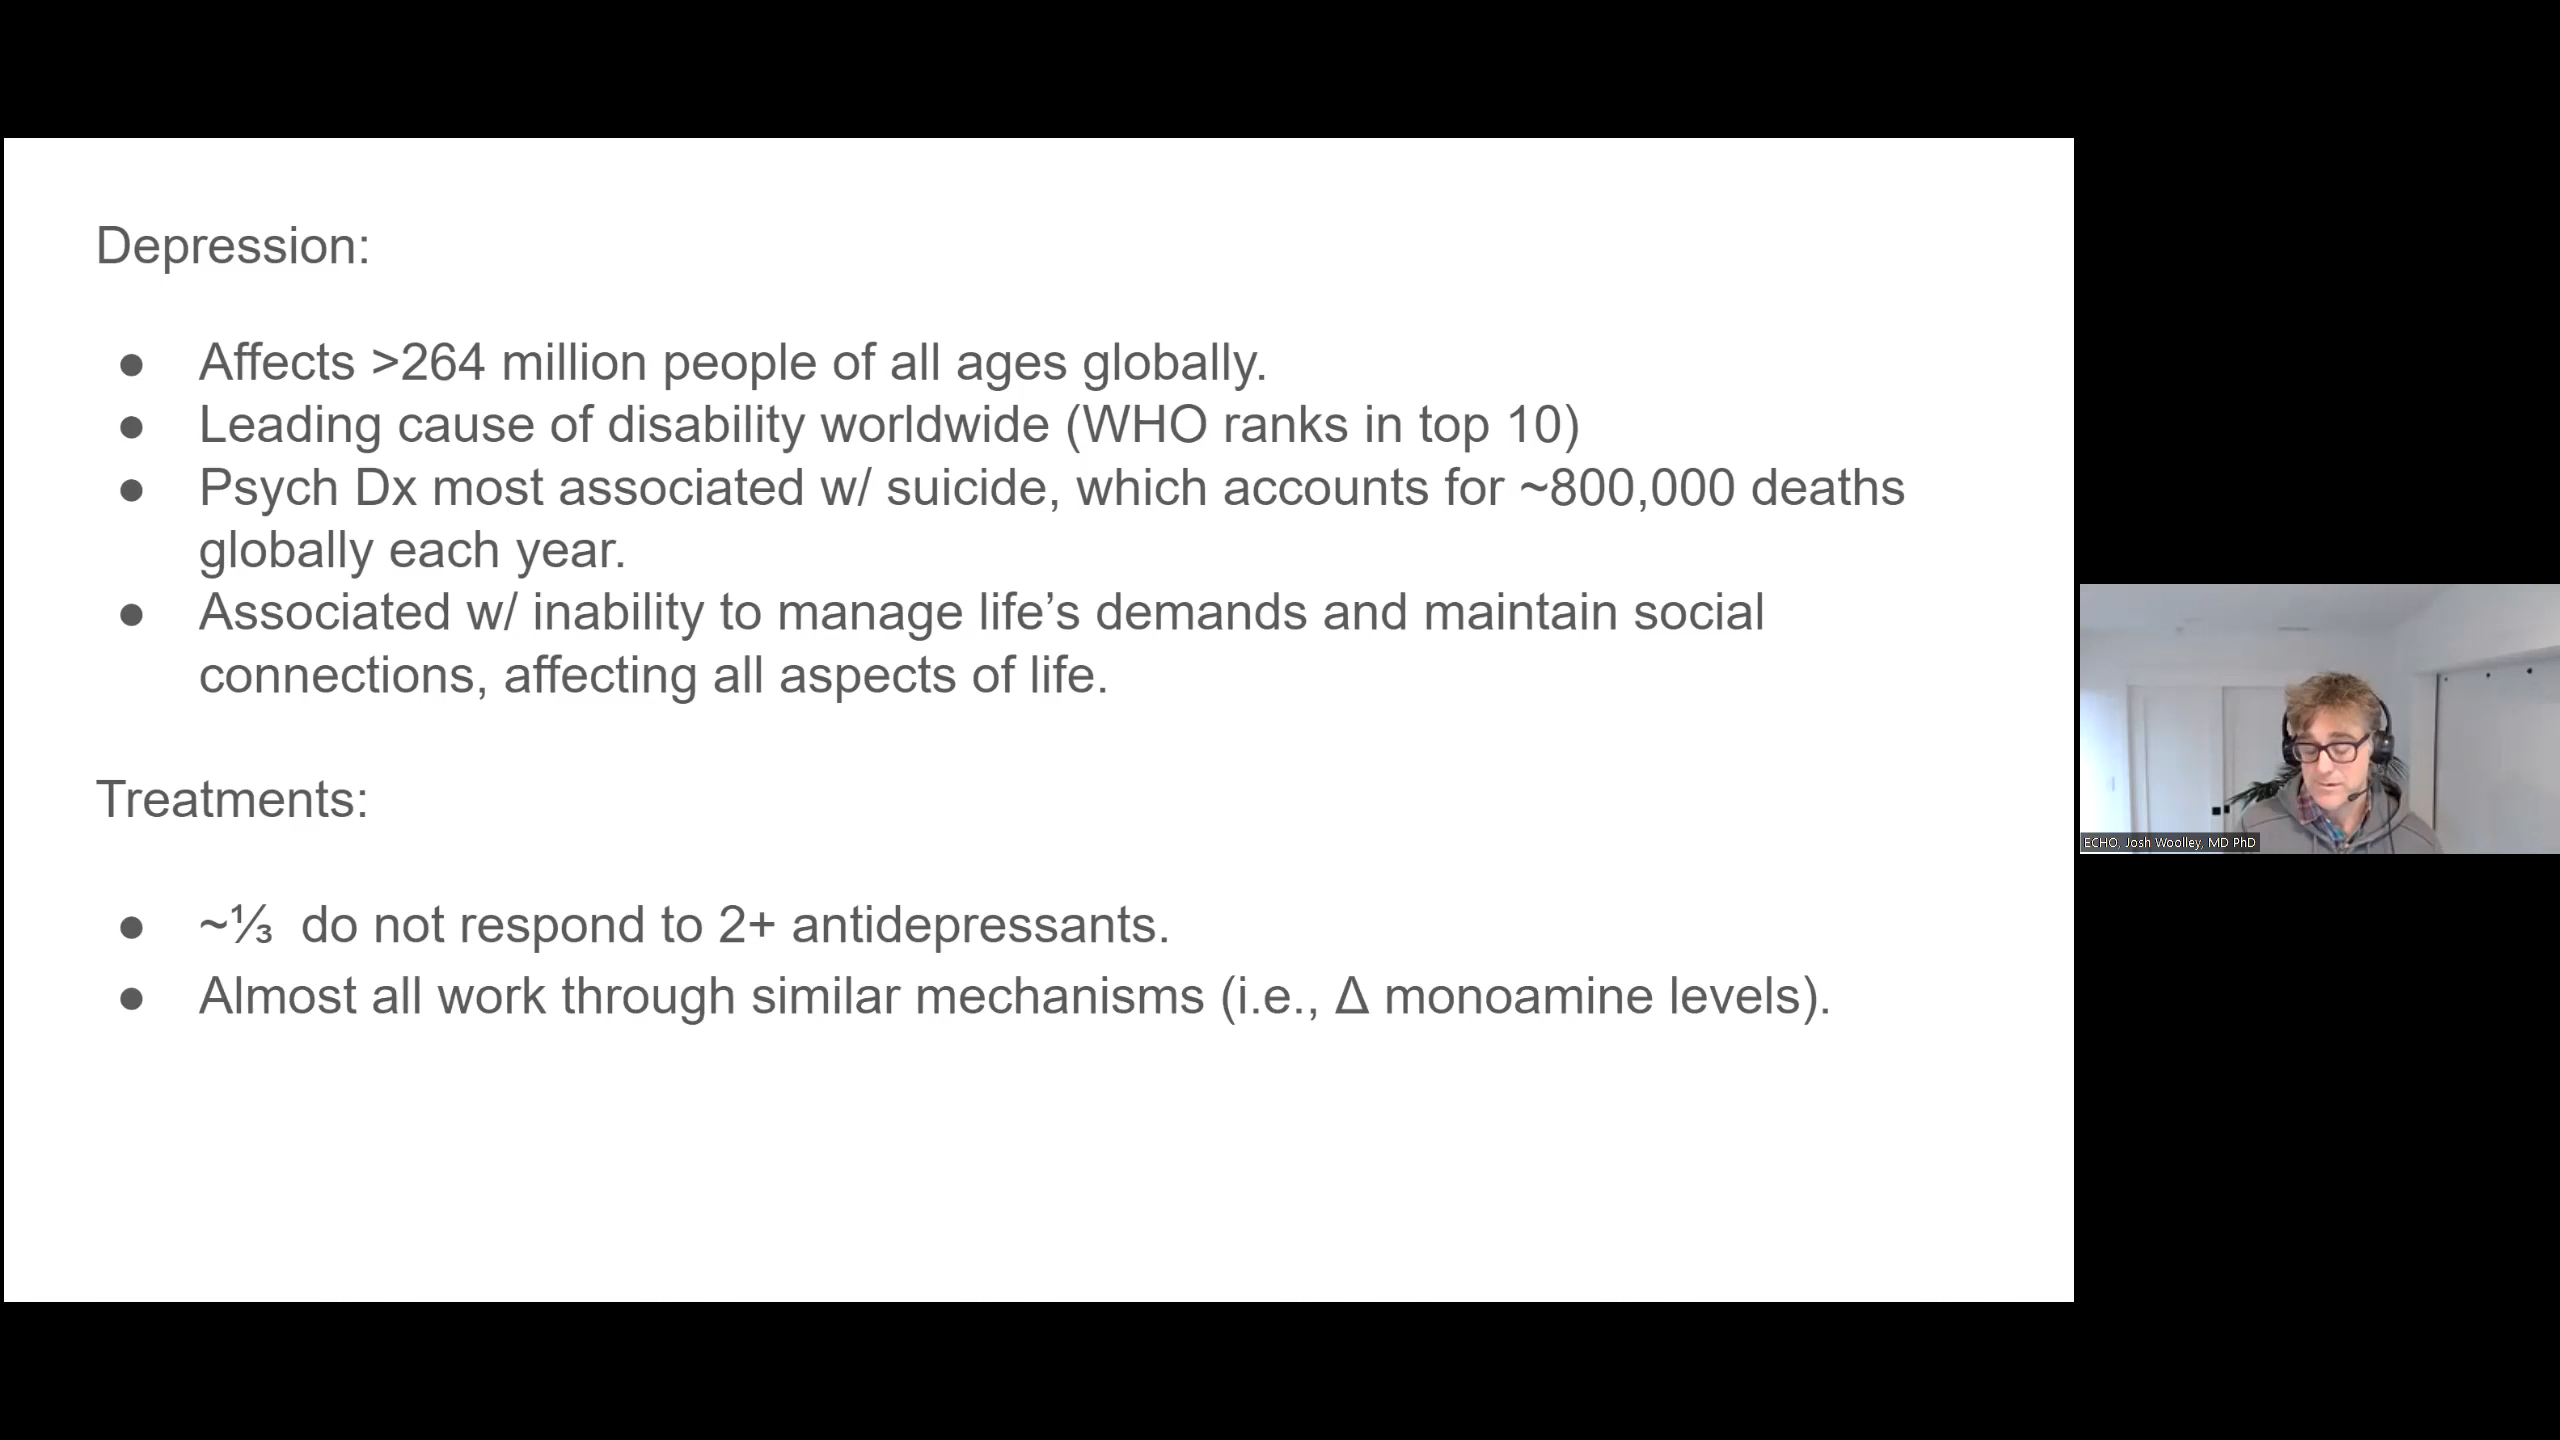 Depression:
● Affects >264 million people of all ages globally.
● Leading cause of disability worldwide (WHO ranks in top 10)
● Psych Dx most associated w/ suicide, which accounts for ~800,000 deaths
globally each year.
● Associated w/ inability to manage life’s demands and maintain social
connections, affecting all aspects of life.
Treatments:
● ~⅓ do not respond to 2+ antidepressants.
● Almost all work through similar mechanisms (i.e., Δ monoamine levels).
ECHO, Josh Woolley, MD PhD